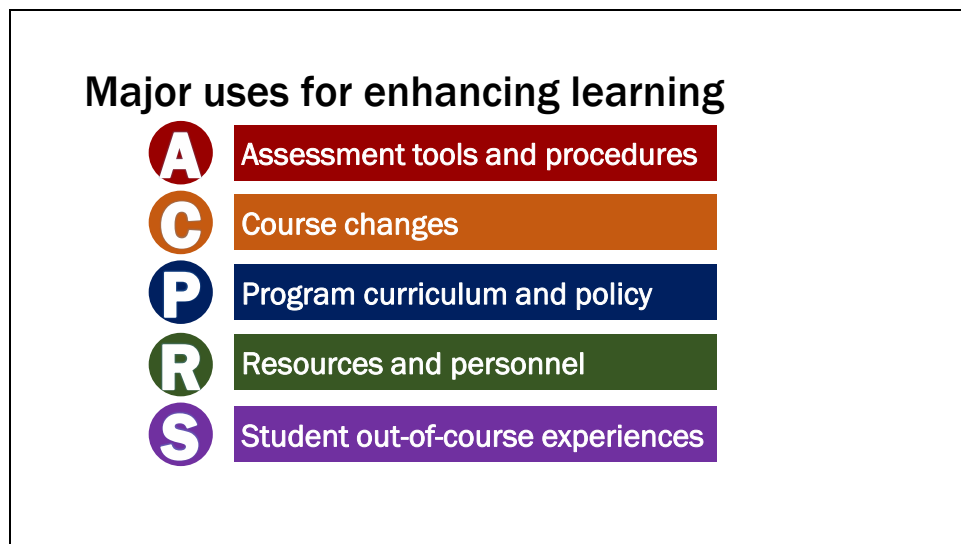 Major uses for enhancing learning
A Assessment tools and procedures
C Course changes
P Program curriculum and policy
R Resources and personnel
S Student out-of-course experiences